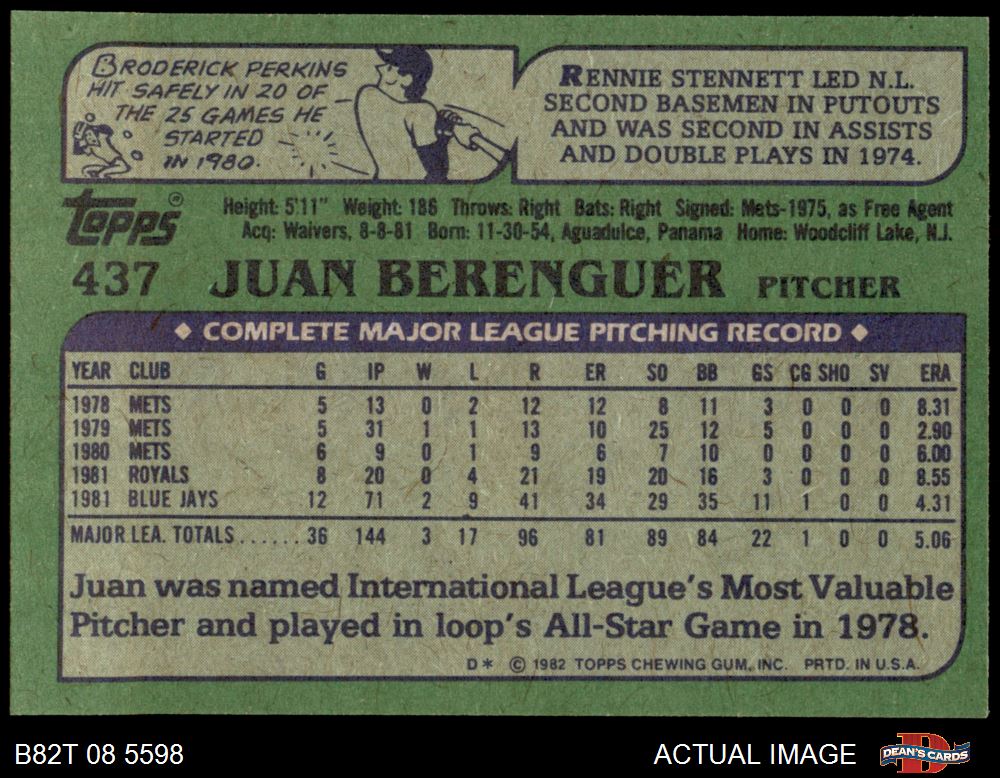 BRODERICK PERKINS
HIT SAFELY IN 20 OF
THE 25 GAMES HE
STARTED
IN 1980.
RENNIE STENNETT LED N.L.
SECOND BASEMEN IN PUTOUTS
AND WAS SECOND IN ASSISTS
AND DOUBLE PLAYS IN 1974.
topps®
Height: 5'11" Weight: 186 Throws: Right Bats: Right Signed: Mets-1975, as Free Agent
Acq: Waivers, 8-8-81 Born: 11-30-54, Aguadulce, Panama Home: Woodcliff Lake, N.J.
437 JUAN BERENGUER PITCHER
◆ COMPLETE MAJOR LEAGUE PITCHING RECORD ◆
YEAR CLUB G IP W L R ER SO BB GS CG SHO SV ERA
1978 METS 5 13 0 2 12 12 8 11 3 0 0 0 8.31
1979 METS 5 31 1 1 13 10 25 12 5 0 0 0 2.90
1980 METS 6 9 0 1 9 6 7 10 0 0 0 0 6.00
1981 ROYALS 8 20 0 4 21 19 20 16 3 0 0 0 8.55
1981 BLUE JAYS 12 71 2 9 41 34 29 35 11 1 0 0 4.31
MAJOR LEA. TOTALS...... 36 144 3 17 96 81 89 84 22 1 0 0 5.06
Juan was named International League's Most Valuable
Pitcher and played in loop's All-Star Game in 1978.
D* © 1982 TOPPS CHEWING GUM, INC. PRTD. IN U.S.A.
B82T 08 5598
ACTUAL IMAGE
DEAN'S CARDS